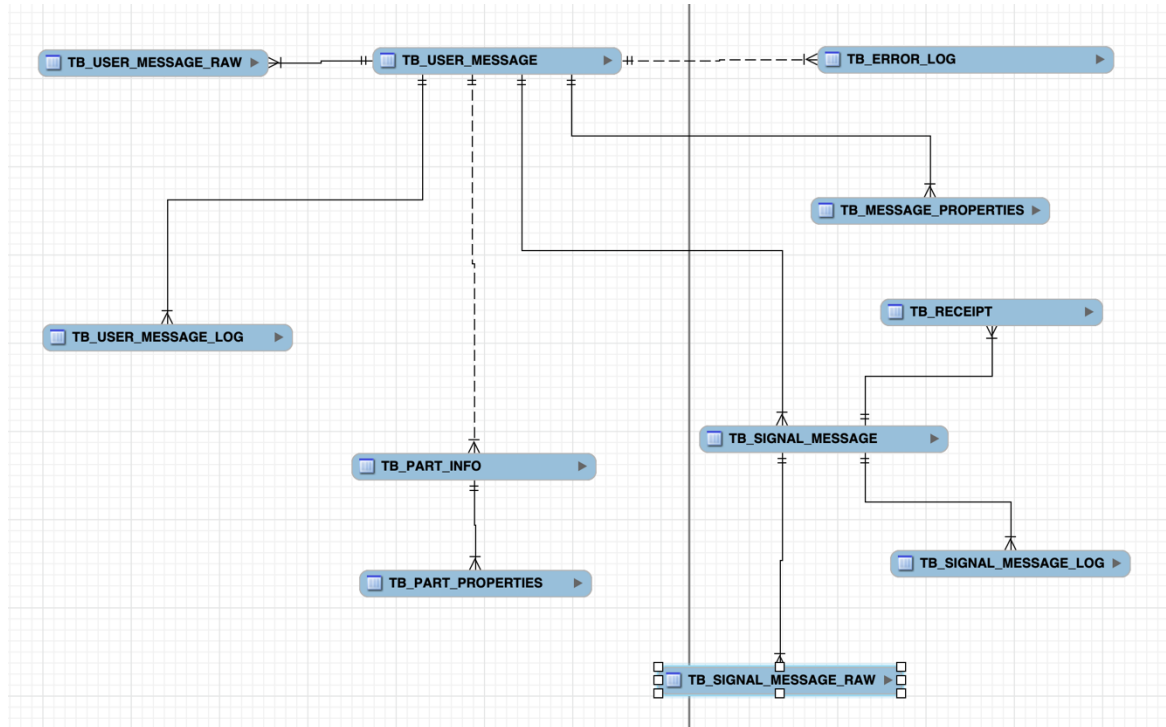 TB_USER_MESSAGE_RAW
TB_USER_MESSAGE
TB_ERROR_LOG
TB_MESSAGE_PROPERTIES
TB_RECEIPT
TB_USER_MESSAGE_LOG
TB_SIGNAL_MESSAGE
TB_PART_INFO
TB_SIGNAL_MESSAGE_LOG
TB_PART_PROPERTIES
TB_SIGNAL_MESSAGE_RAW